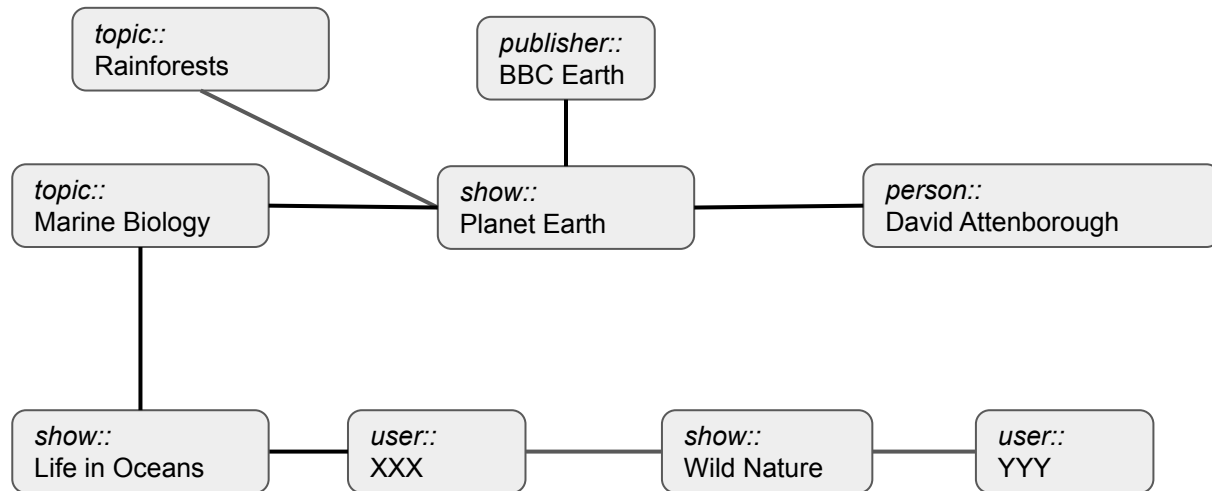 topic::
Rainforests
publisher::
BBC Earth
topic::
Marine Biology
show::
Planet Earth
person::
David Attenborough
show::
Life in Oceans
user::
XXX
show::
Wild Nature
user::
YYY